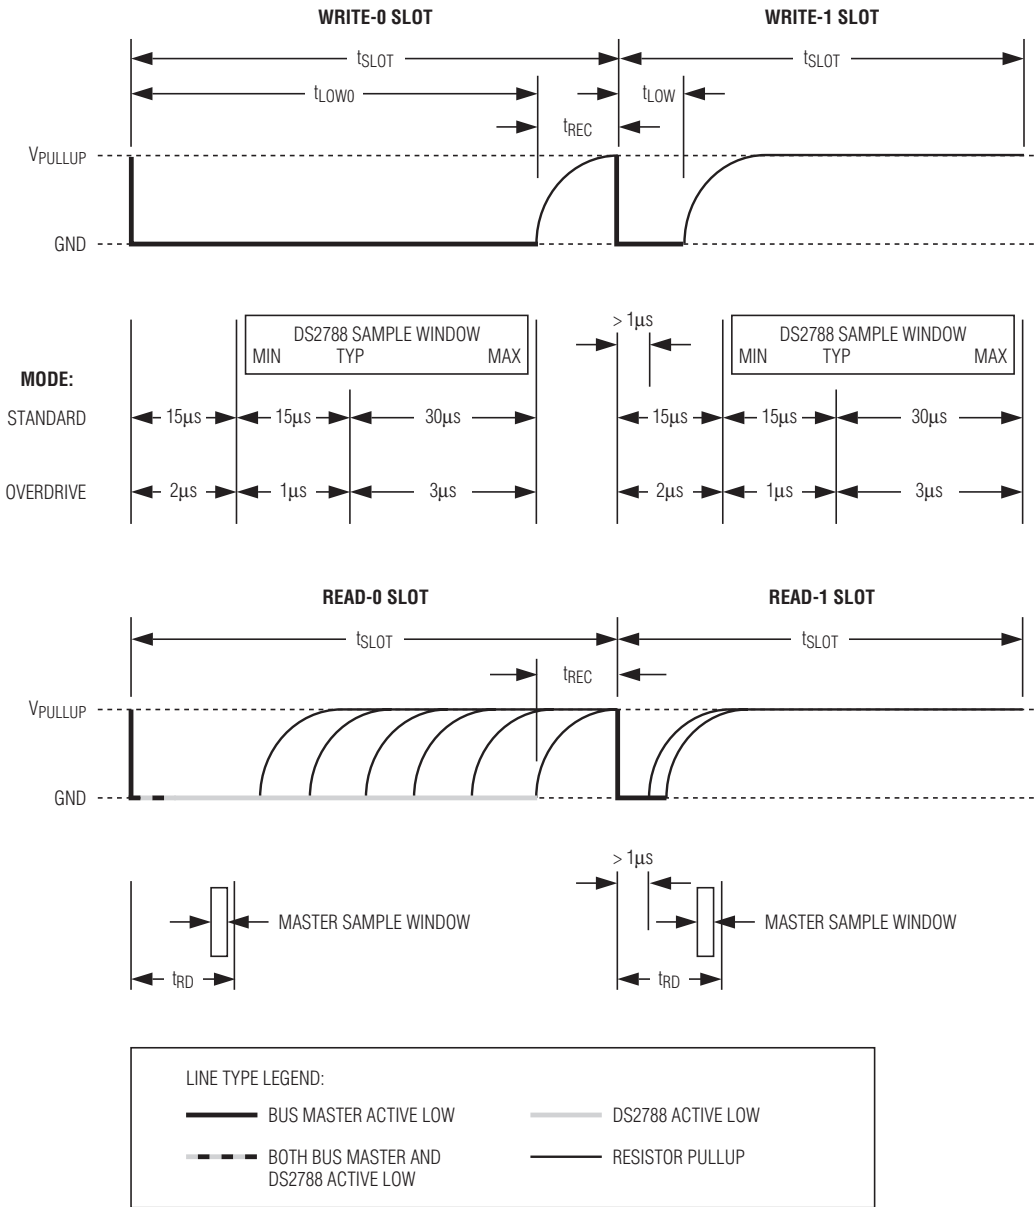 WRITE-0 SLOT WRITE-1 SLOT
tSLOT tSLOT
tLOW0 tLOW
tREC
VPULLUP
GND
> 1µs
DS2788 SAMPLE WINDOW DS2788 SAMPLE WINDOW
MIN TYP MAX MIN TYP MAX
MODE:
STANDARD 15µs 15µs 30µs 15µs 15µs 30µs
OVERDRIVE 2µs 1µs 3µs 2µs 1µs 3µs
READ-0 SLOT READ-1 SLOT
tSLOT tSLOT
tREC
VPULLUP
GND
> 1µs
MASTER SAMPLE WINDOW MASTER SAMPLE WINDOW
tRD tRD
LINE TYPE LEGEND:
BUS MASTER ACTIVE LOW DS2788 ACTIVE LOW
BOTH BUS MASTER AND RESISTOR PULLUP
DS2788 ACTIVE LOW